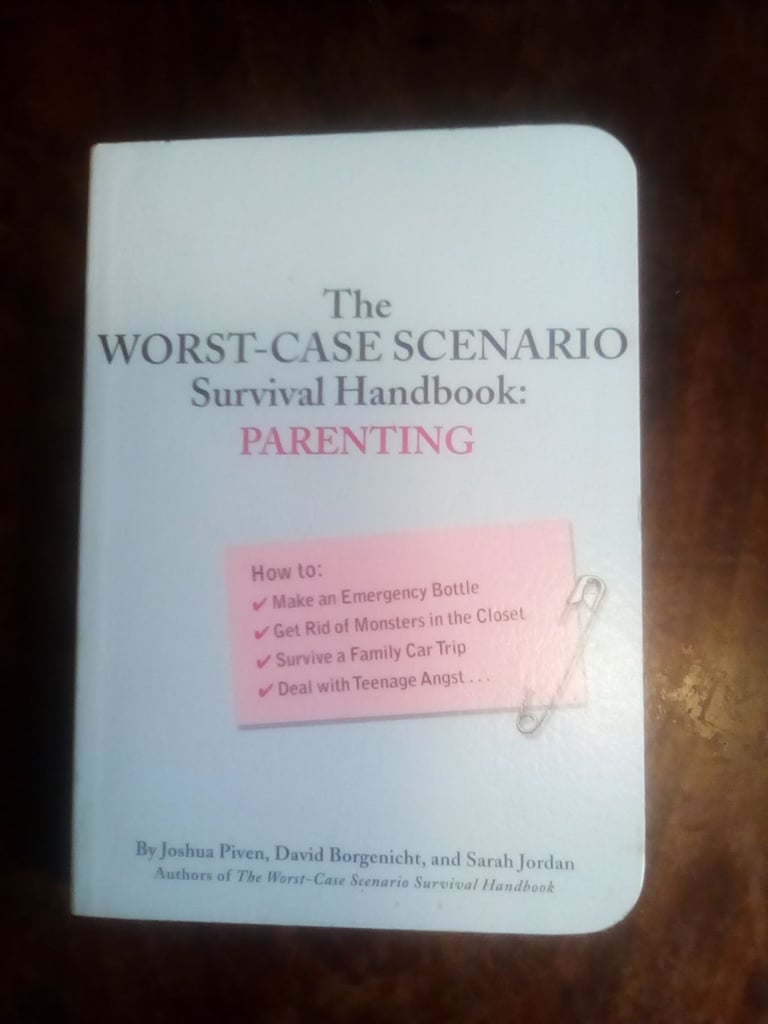 The
WORST-CASE SCENARIO
Survival Handbook:
PARENTING
How to:
✔ Make an Emergency Bottle
✔ Get Rid of Monsters in the Closet
✔ Survive a Family Car Trip
✔ Deal with Teenage Angst . . .
By Joshua Piven, David Borgenicht, and Sarah Jordan
Authors of The Worst-Case Scenario Survival Handbook